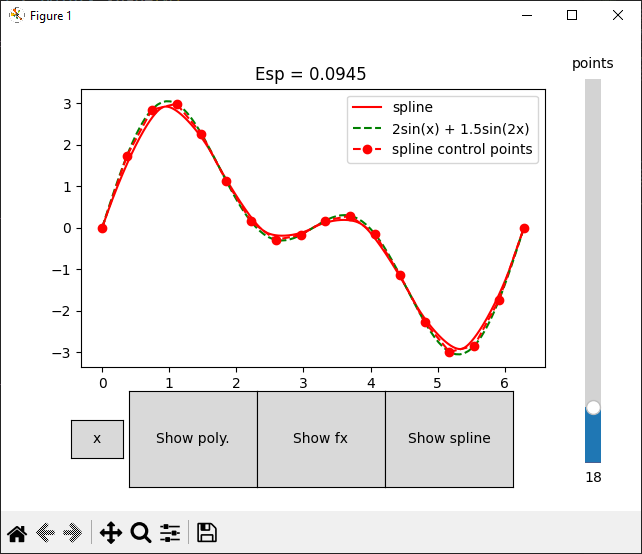 Figure 1
points
Esp = 0.0945
spline
2sin(x) + 1.5sin(2x)
spline control points
3
2
1
0
−1
−2
−3
0 1 2 3 4 5 6
x Show poly. Show fx Show spline
18